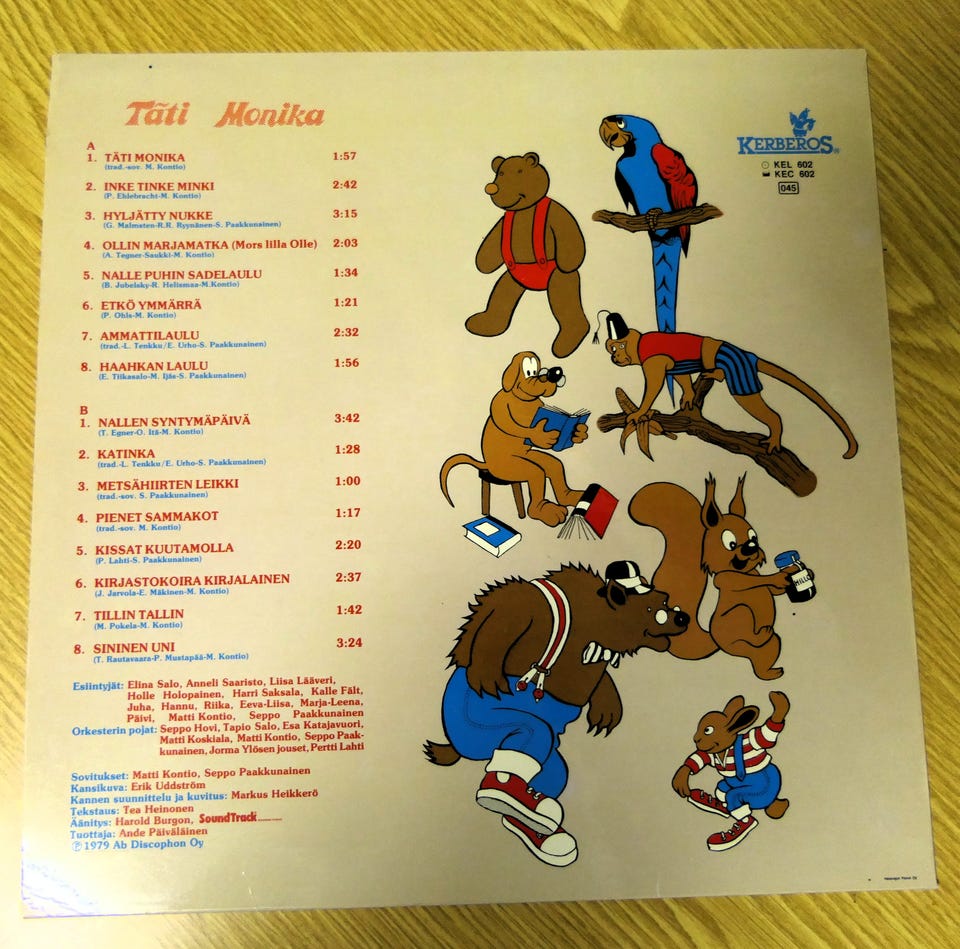 Täti Monika
A
1. TÄTI MONIKA 1:57
(trad.-sov. M. Kontio)
2. INKE TINKE MINKI 2:42
(P. Ehlebracht-M. Kontio)
3. HYLJÄTTY NUKKE 3:15
(G. Malmsten-R.R. Ryynänen-S. Paakkunainen)
4. OLLIN MARJAMATKA (Mors lilla Olle) 2:03
(A. Tegner-Saukki-M. Kontio)
5. NALLE PUHIN SADELAULU 1:34
(B. Jubelsky-R. Helismaa-M.Kontio)
6. ETKÖ YMMÄRRÄ 1:21
(P. Ohls-M. Kontio)
7. AMMATTILAULU 2:32
(trad.-L. Tenkku/E. Urho-S. Paakkunainen)
8. HAAHKAN LAULU 1:56
(E. Tiikasalo-M. Ijäs-S. Paakkunainen)
B
1. NALLEN SYNTYMÄPÄIVÄ 3:42
(T. Egner-O. Itä-M. Kontio)
2. KATINKA 1:28
(trad.-L. Tenkku/E. Urho-S. Paakkunainen)
3. METSÄHIIRTEN LEIKKI 1:00
(trad.-sov. S. Paakkunainen)
4. PIENET SAMMAKOT 1:17
(trad.-sov. M. Kontio)
5. KISSAT KUUTAMOLLA 2:20
(P. Lahti-S. Paakkunainen)
6. KIRJASTOKOIRA KIRJALAINEN 2:37
(J. Jarvola-E. Mäkinen-M. Kontio)
7. TILLIN TALLIN 1:42
(M. Pokela-M. Kontio)
8. SININEN UNI 3:24
(T. Rautavaara-P. Mustapää-M. Kontio)
Esiintyjät: Elina Salo, Anneli Saaristo, Liisa Lääveri,
Holle Holopainen, Harri Saksala, Kalle Fält,
Juha, Hannu, Riika, Eeva-Liisa, Marja-Leena,
Päivi, Matti Kontio, Seppo Paakkunainen
Orkesterin pojat: Seppo Hovi, Tapio Salo, Esa Katajavuori,
Matti Koskiala, Matti Kontio, Seppo Paak-
kunainen, Jorma Ylösen jouset, Pertti Lahti
Sovitukset: Matti Kontio, Seppo Paakkunainen
Kansikuva: Erik Uddström
Kannen suunnittelu ja kuvitus: Markus Heikkerö
Tekstaus: Tea Heinonen
Äänitys: Harold Burgon, SoundTrack
Tuottaja: Ande Päiväläinen
Ⓟ 1979 Ab Discophon Oy
KERBEROS
KEL 602
KEC 602
045
HILLO